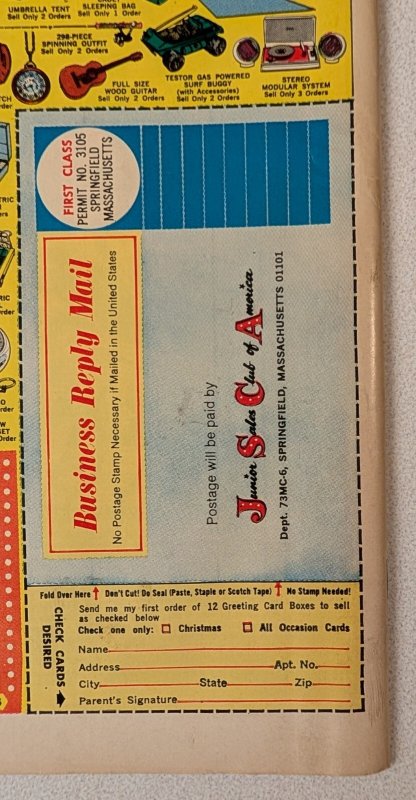 UMBRELLA TENT
Sell Only 2 Orders
SLEEPING BAG
Sell Only 1 Order
298-PIECE
SPINNING OUTFIT
Sell Only 2 Orders
FULL SIZE
WOOD GUITAR
Sell Only 2 Orders
TESTOR GAS POWERED
SURF BUGGY
(with Accessories)
Sell Only 2 Orders
STEREO
MODULAR SYSTEM
Sell Only 3 Orders
FIRST CLASS
PERMIT NO. 3105
SPRINGFIELD
MASSACHUSETTS
Business Reply Mail
No Postage Stamp Necessary if Mailed in the United States
Postage will be paid by
Junior Sales Club of America
Dept. 73MC-6, SPRINGFIELD, MASSACHUSETTS 01101
Fold Over Here Don't Cut! Do Seal (Paste, Staple or Scotch Tape) No Stamp Needed!
CHECK CARDS
DESIRED
Send me my first order of 12 Greeting Card Boxes to sell
as checked below
Check one only: Christmas All Occasion Cards
Name
Address Apt. No.
City State Zip
Parent's Signature